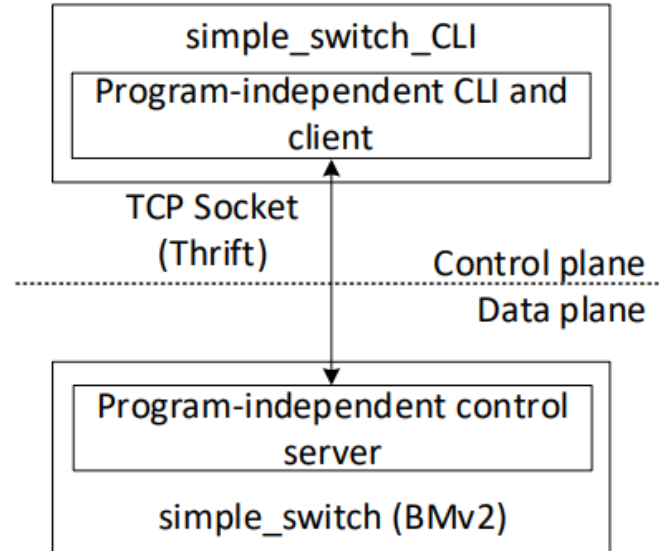 simple_switch_CLI
Program-independent CLI and
client
TCP Socket
(Thrift)
Control plane
Data plane
Program-independent control
server
simple_switch (BMv2)